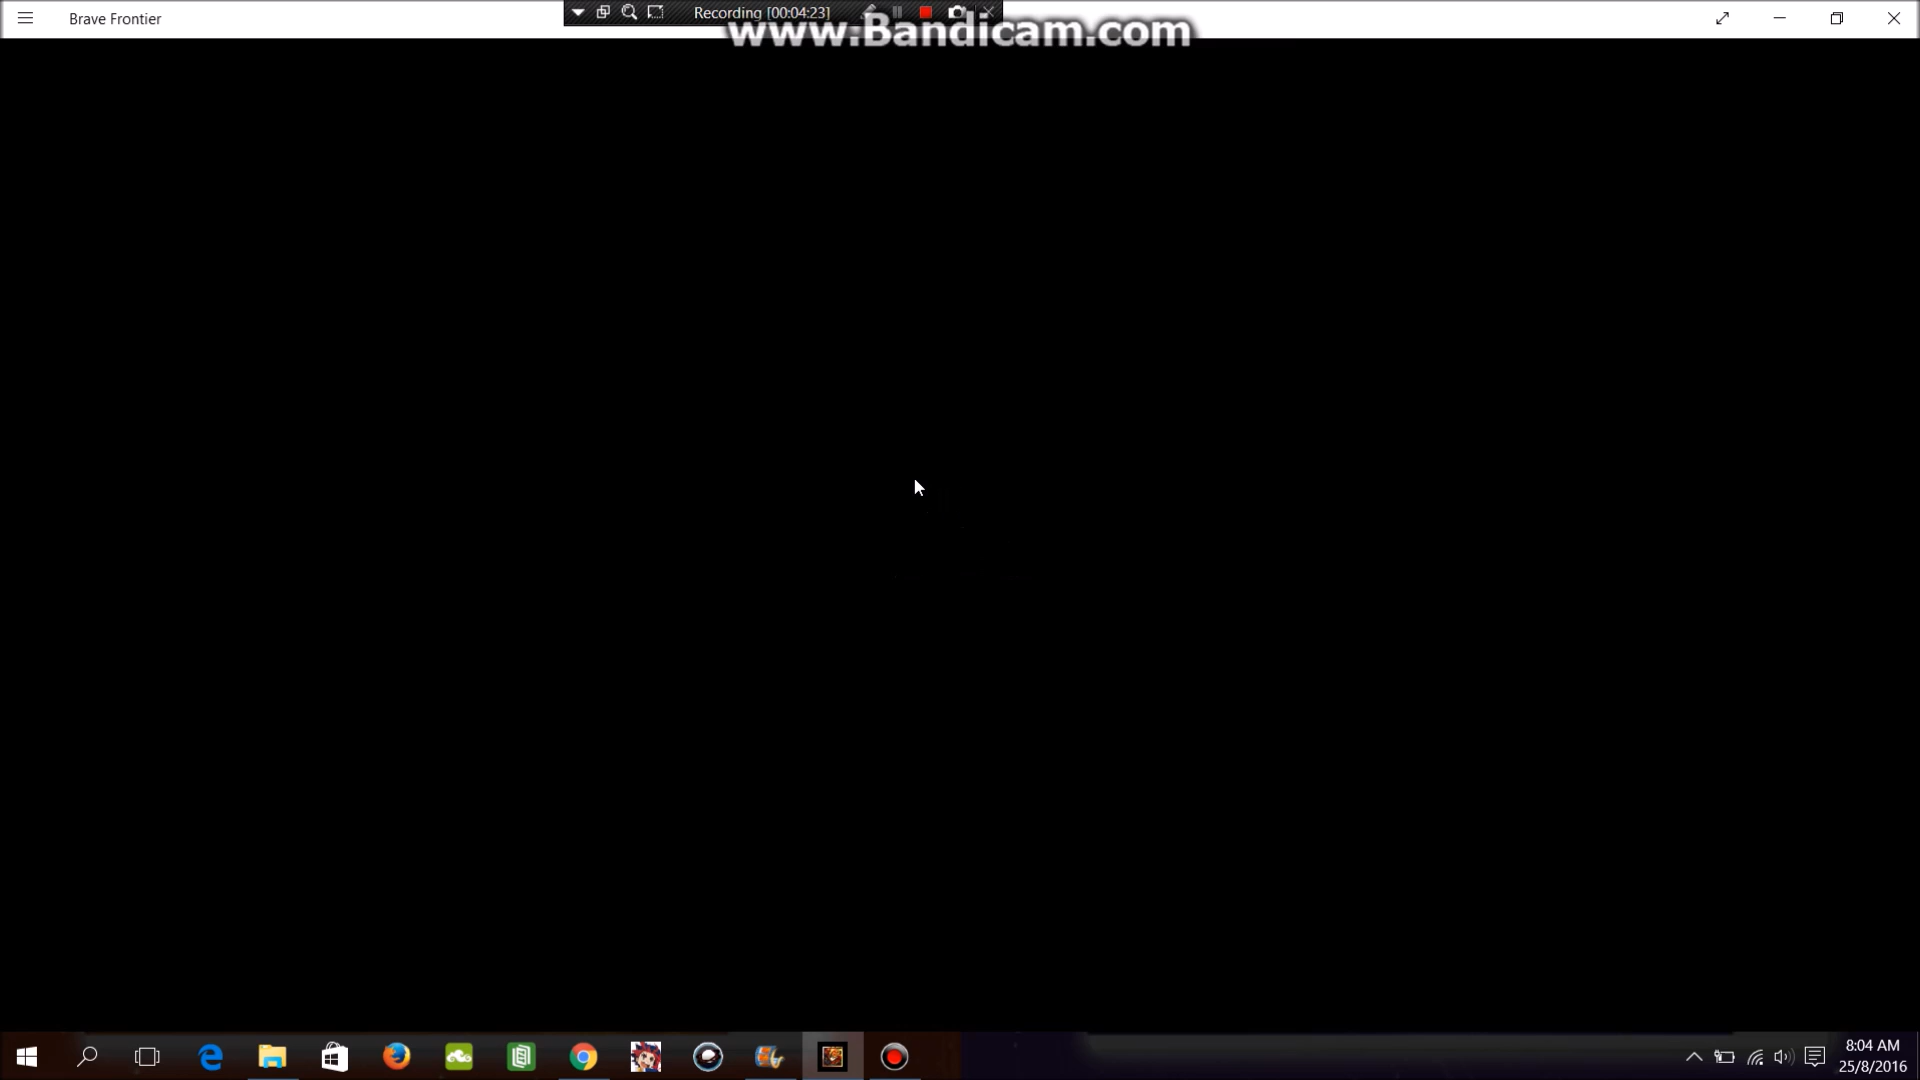 Brave Frontier
Recording [00:04:23]
www.Bandicam.com
8:04 AM
25/8/2016